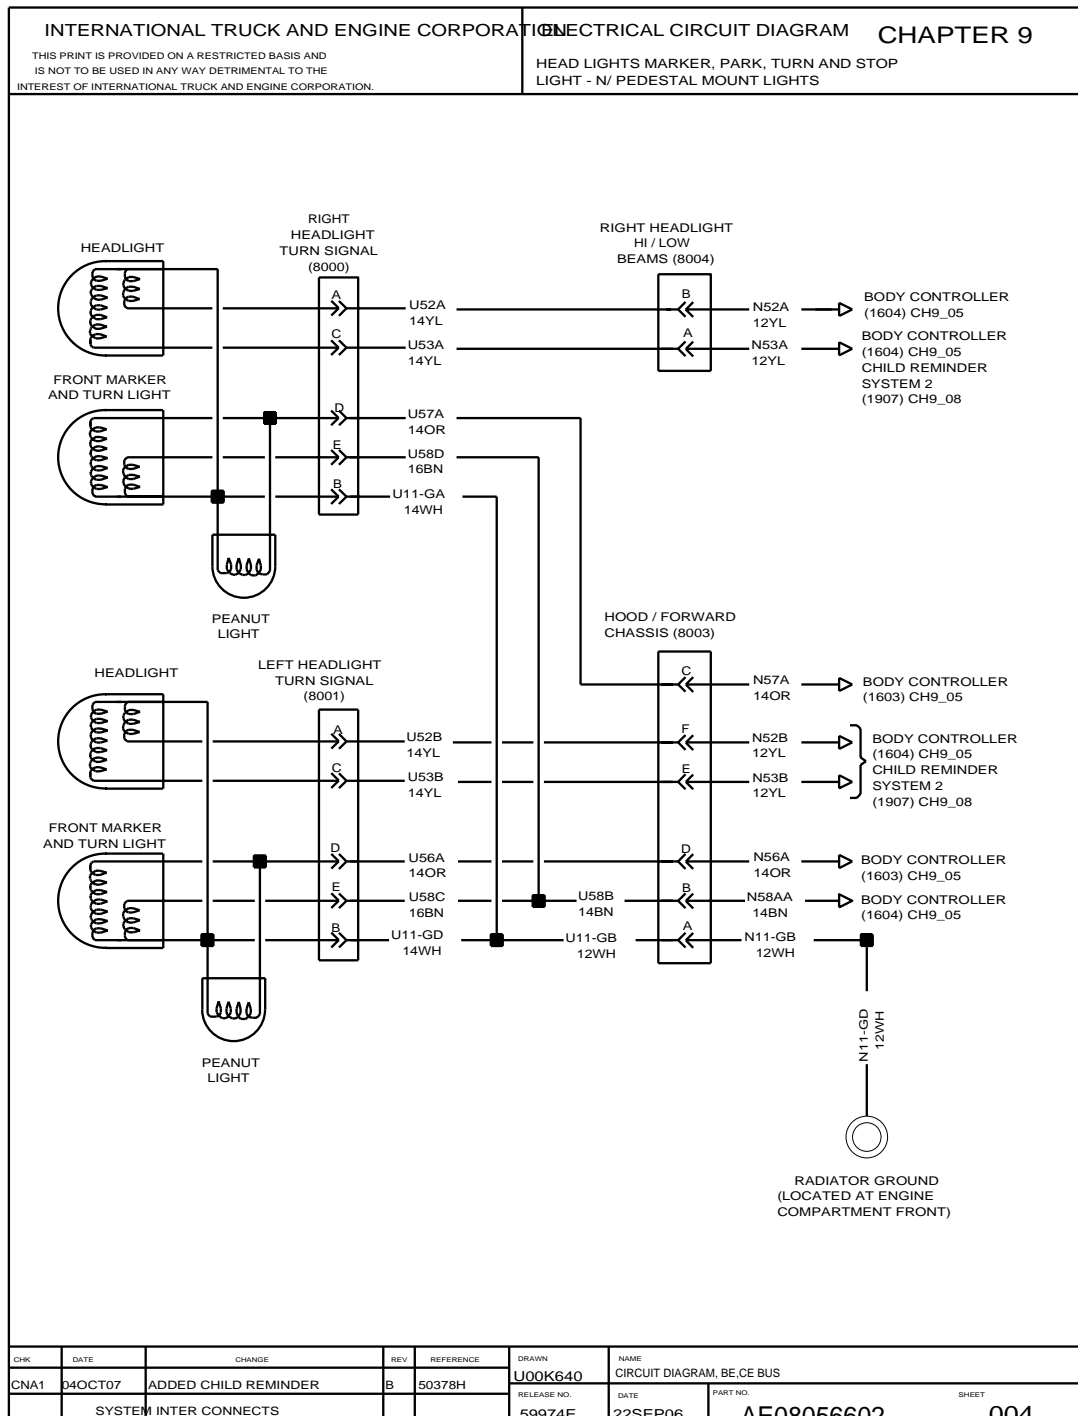 INTERNATIONAL TRUCK AND ENGINE CORPORATION
THIS PRINT IS PROVIDED ON A RESTRICTED BASIS AND
IS NOT TO BE USED IN ANY WAY DETRIMENTAL TO THE
INTEREST OF INTERNATIONAL TRUCK AND ENGINE CORPORATION.
ELECTRICAL CIRCUIT DIAGRAM
CHAPTER 9
HEAD LIGHTS MARKER, PARK, TURN AND STOP
LIGHT - N/ PEDESTAL MOUNT LIGHTS
HEADLIGHT
RIGHT
HEADLIGHT
TURN SIGNAL
(8000)
RIGHT HEADLIGHT
HI / LOW
BEAMS (8004)
A
U52A
14YL
B
N52A
12YL
BODY CONTROLLER
(1604) CH9_05
C
U53A
14YL
A
N53A
12YL
BODY CONTROLLER
(1604) CH9_05
CHILD REMINDER
SYSTEM 2
(1907) CH9_08
FRONT MARKER
AND TURN LIGHT
D
U57A
14OR
E
U58D
16BN
B
U11-GA
14WH
PEANUT
LIGHT
HOOD / FORWARD
CHASSIS (8003)
HEADLIGHT
LEFT HEADLIGHT
TURN SIGNAL
(8001)
C
N57A
14OR
BODY CONTROLLER
(1603) CH9_05
A
U52B
14YL
F
N52B
12YL
C
U53B
14YL
E
N53B
12YL
BODY CONTROLLER
(1604) CH9_05
CHILD REMINDER
SYSTEM 2
(1907) CH9_08
FRONT MARKER
AND TURN LIGHT
D
U56A
14OR
D
N56A
14OR
BODY CONTROLLER
(1603) CH9_05
E
U58C
16BN
U58B
14BN
B
N58AA
14BN
BODY CONTROLLER
(1604) CH9_05
B
U11-GD
14WH
U11-GB
12WH
A
N11-GB
12WH
N11-GD
12WH
PEANUT
LIGHT
RADIATOR GROUND
(LOCATED AT ENGINE
COMPARTMENT FRONT)
CHK DATE CHANGE REV REFERENCE
CNA1 04OCT07 ADDED CHILD REMINDER B 50378H
SYSTEM INTER CONNECTS
DRAWN
U00K640
NAME
CIRCUIT DIAGRAM, BE,CE BUS
RELEASE NO.
59974E
DATE
22SEP06
PART NO.
AE08056602
SHEET
004